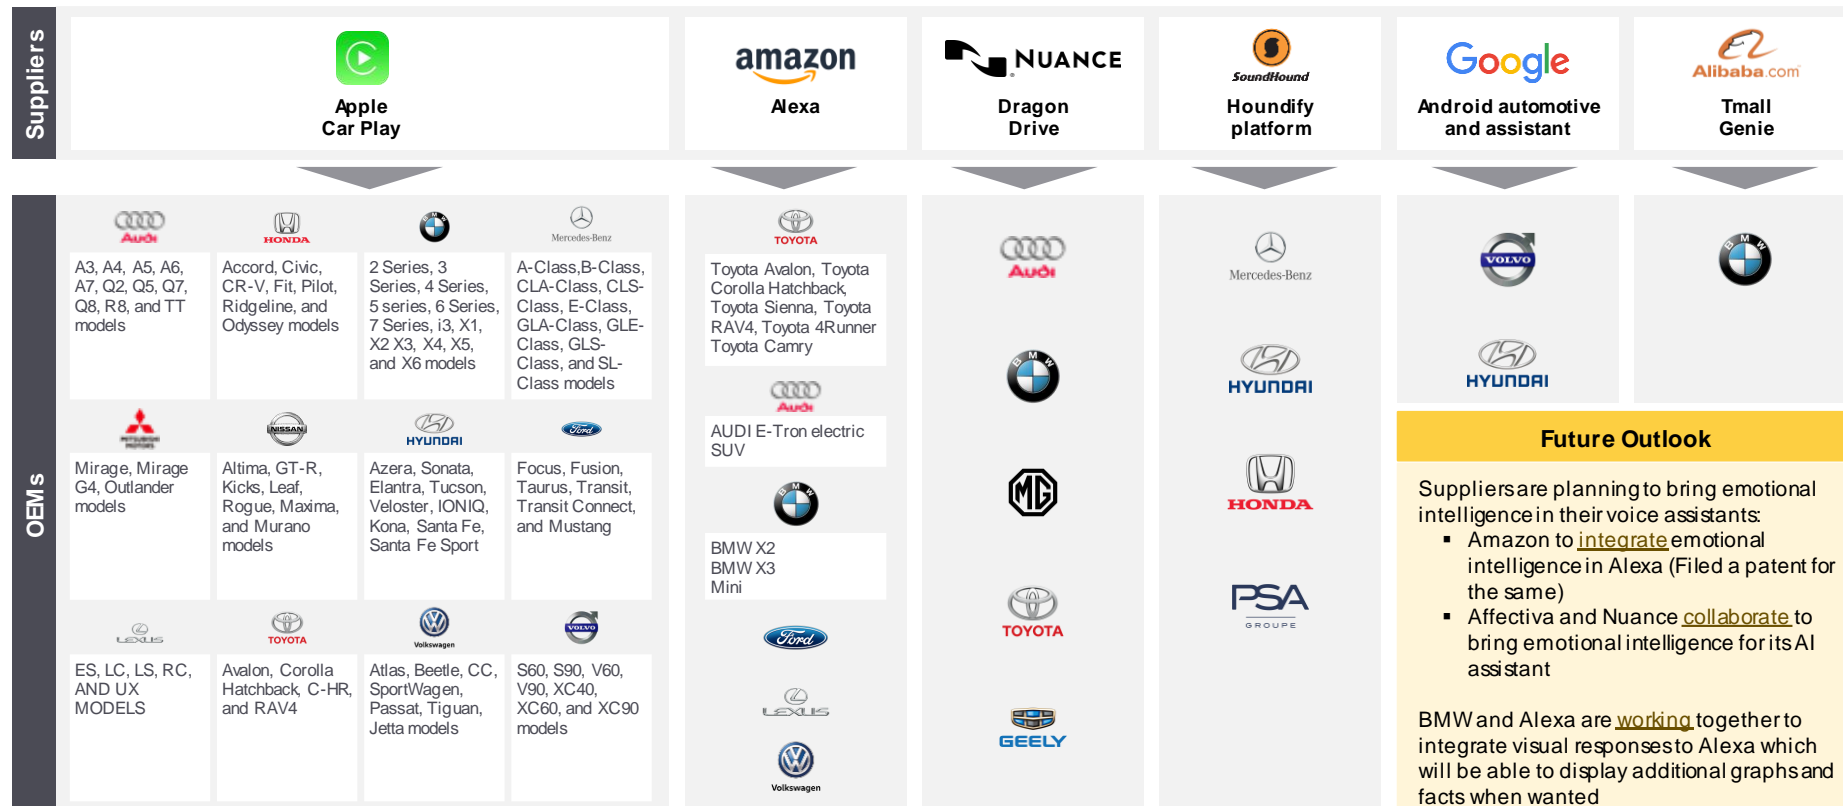 Suppliers
Apple
Car Play
amazon
Alexa
NUANCE
Dragon
Drive
SoundHound
Houndify
platform
Google
Android automotive
and assistant
Alibaba.com
Tmall
Genie
OEMs
Audi
A3, A4, A5, A6,
A7, Q2, Q5, Q7,
Q8, R8, and TT
models
HONDA
Accord, Civic,
CR-V, Fit, Pilot,
Ridgeline, and
Odyssey models
BMW
2 Series, 3
Series, 4 Series,
5 series, 6 Series,
7 Series, i3, X1,
X2 X3, X4, X5,
and X6 models
Mercedes-Benz
A-Class,B-Class,
CLA-Class, CLS-
Class, E-Class,
GLA-Class, GLE-
Class, GLS-
Class, and SL-
Class models
MITSUBISHI
MOTORS
Mirage, Mirage
G4, Outlander
models
NISSAN
Altima, GT-R,
Kicks, Leaf,
Rogue, Maxima,
and Murano
models
HYUNDAI
Azera, Sonata,
Elantra, Tucson,
Veloster, IONIQ,
Kona, Santa Fe,
Santa Fe Sport
Ford
Focus, Fusion,
Taurus, Transit,
Transit Connect,
and Mustang
LEXUS
ES, LC, LS, RC,
AND UX
MODELS
TOYOTA
Avalon, Corolla
Hatchback, C-HR,
and RAV4
Volkswagen
Atlas, Beetle, CC,
SportWagen,
Passat, Tiguan,
Jetta models
VOLVO
S60, S90, V60,
V90, XC40,
XC60, and XC90
models
TOYOTA
Toyota Avalon, Toyota
Corolla Hatchback,
Toyota Sienna, Toyota
RAV4, Toyota 4Runner
Toyota Camry
Audi
AUDI E-Tron electric
SUV
BMW
BMW X2
BMW X3
Mini
Ford
LEXUS
Volkswagen
Audi
BMW
MG
TOYOTA
GEELY
Mercedes-Benz
HYUNDAI
HONDA
PSA
GROUPE
VOLVO
HYUNDAI
BMW
Future Outlook
Suppliers are planning to bring emotional
intelligence in their voice assistants:
▪ Amazon to integrate emotional
intelligence in Alexa (Filed a patent for
the same)
▪ Affectiva and Nuance collaborate to
bring emotional intelligence for its AI
assistant
BMW and Alexa are working together to
integrate visual responses to Alexa which
will be able to display additional graphs and
facts when wanted